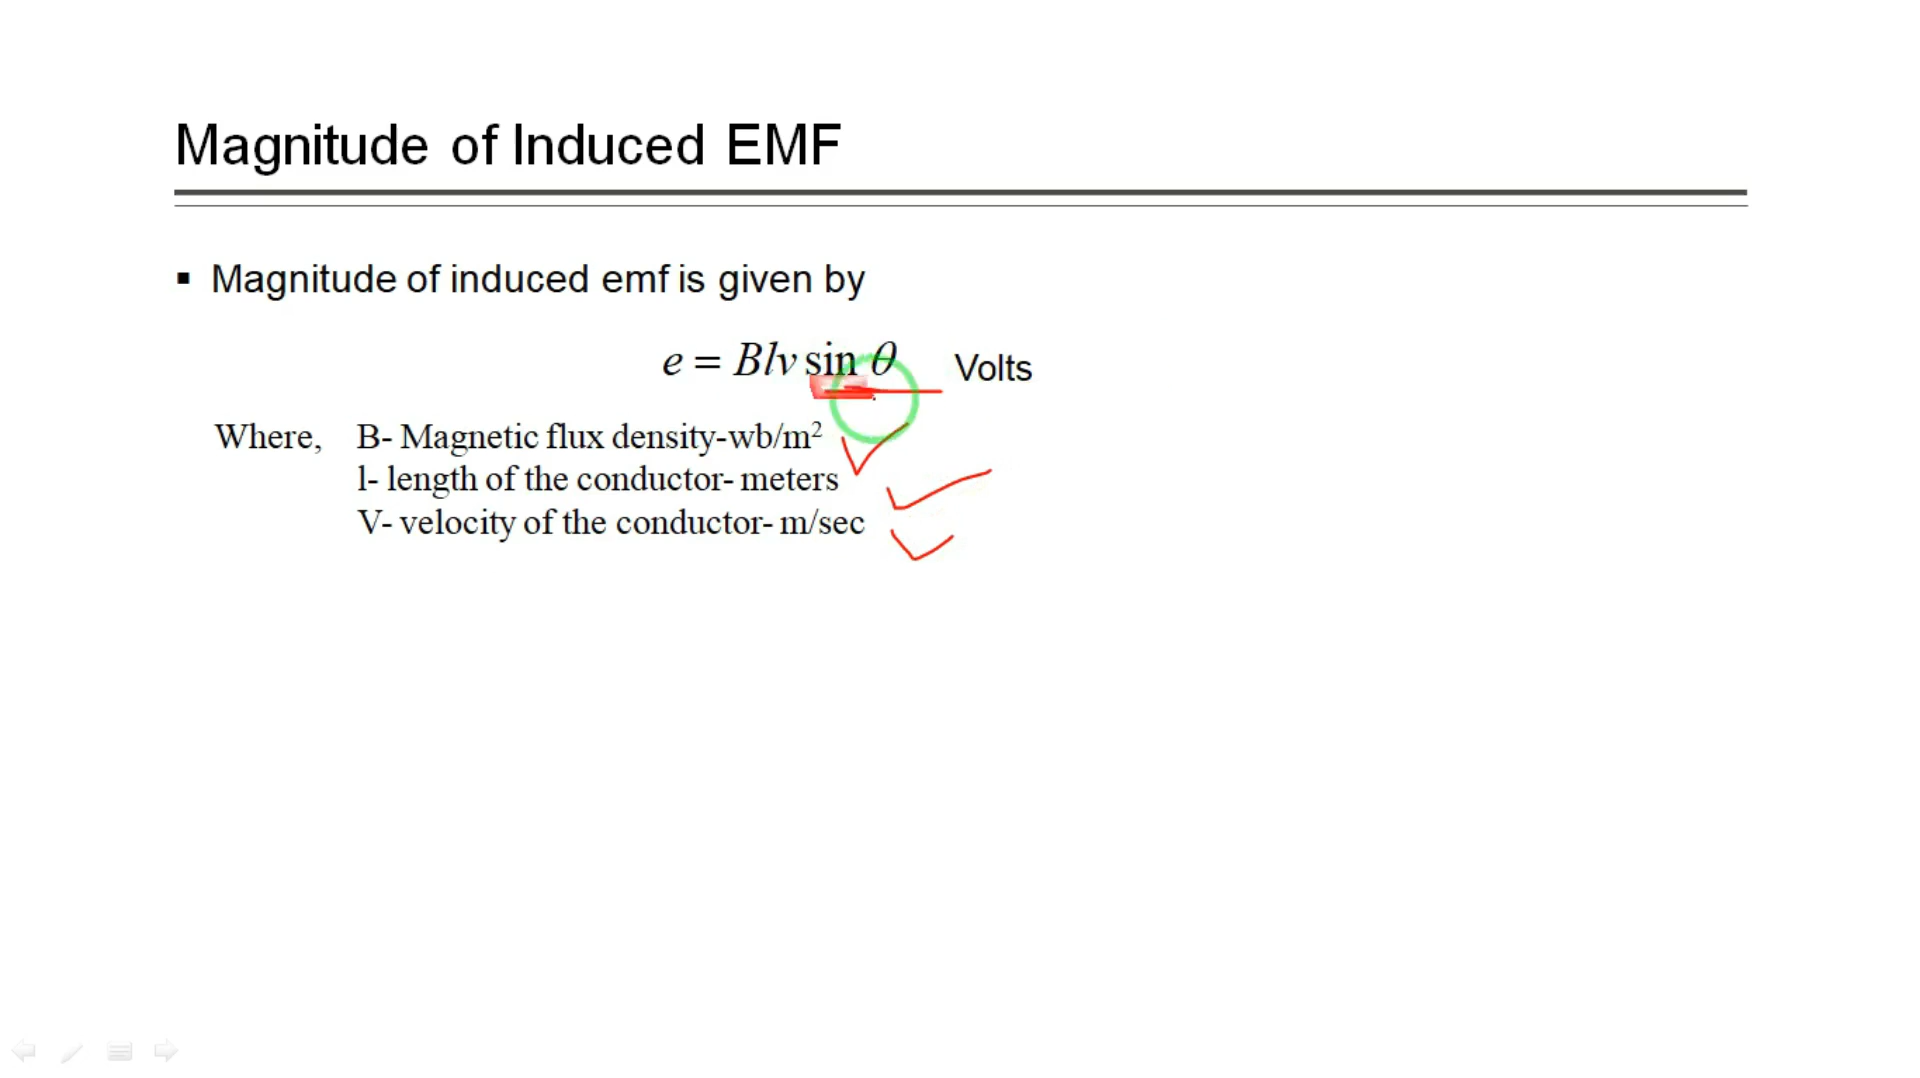 Magnitude of Induced EMF
▪ Magnitude of induced emf is given by
e = Blv sin θ Volts
Where, B- Magnetic flux density-wb/m²
l- length of the conductor- meters
V- velocity of the conductor- m/sec